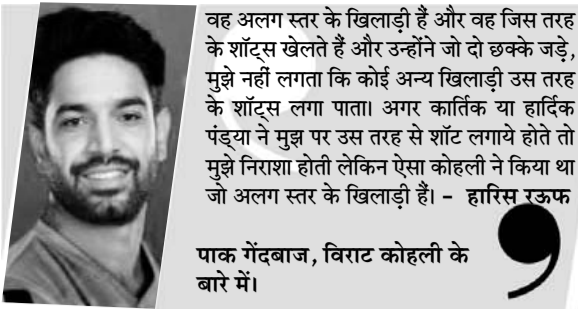 वह अलग स्तर के खिलाड़ी हैं और वह जिस तरह
के शॉट्स खेलते हैं और उन्होंने जो दो छक्के जड़े,
मुझे नहीं लगता कि कोई अन्य खिलाड़ी उस तरह
के शॉट्स लगा पाता। अगर कार्तिक या हार्दिक
पंड्या ने मुझ पर उस तरह से शॉट लगाये होते तो
मुझे निराशा होती लेकिन ऐसा कोहली ने किया था
जो अलग स्तर के खिलाड़ी हैं। – हारिस रऊफ
पाक गेंदबाज, विराट कोहली के
बारे में।